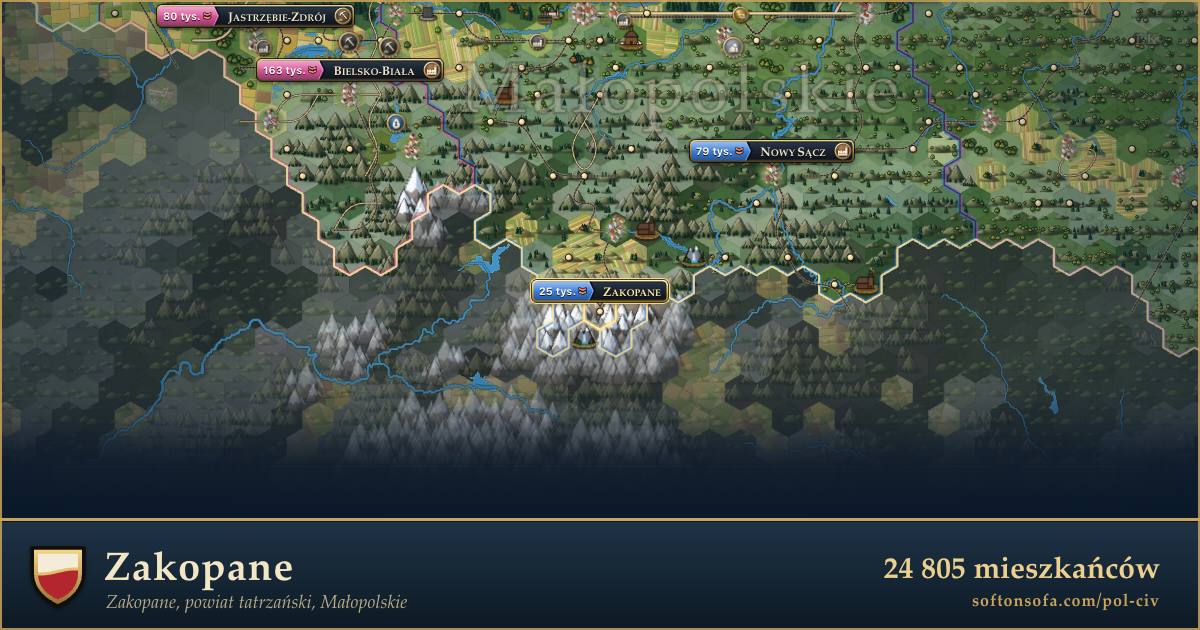 80 tys. Jastrzębie-Zdrój
163 tys. Bielsko-Biała
Małopolskie
79 tys. Nowy Sącz
25 tys. Zakopane
Zakopane
Zakopane, powiat tatrzański, Małopolskie
24 805 mieszkańców
softonsofa.com/pol-civ